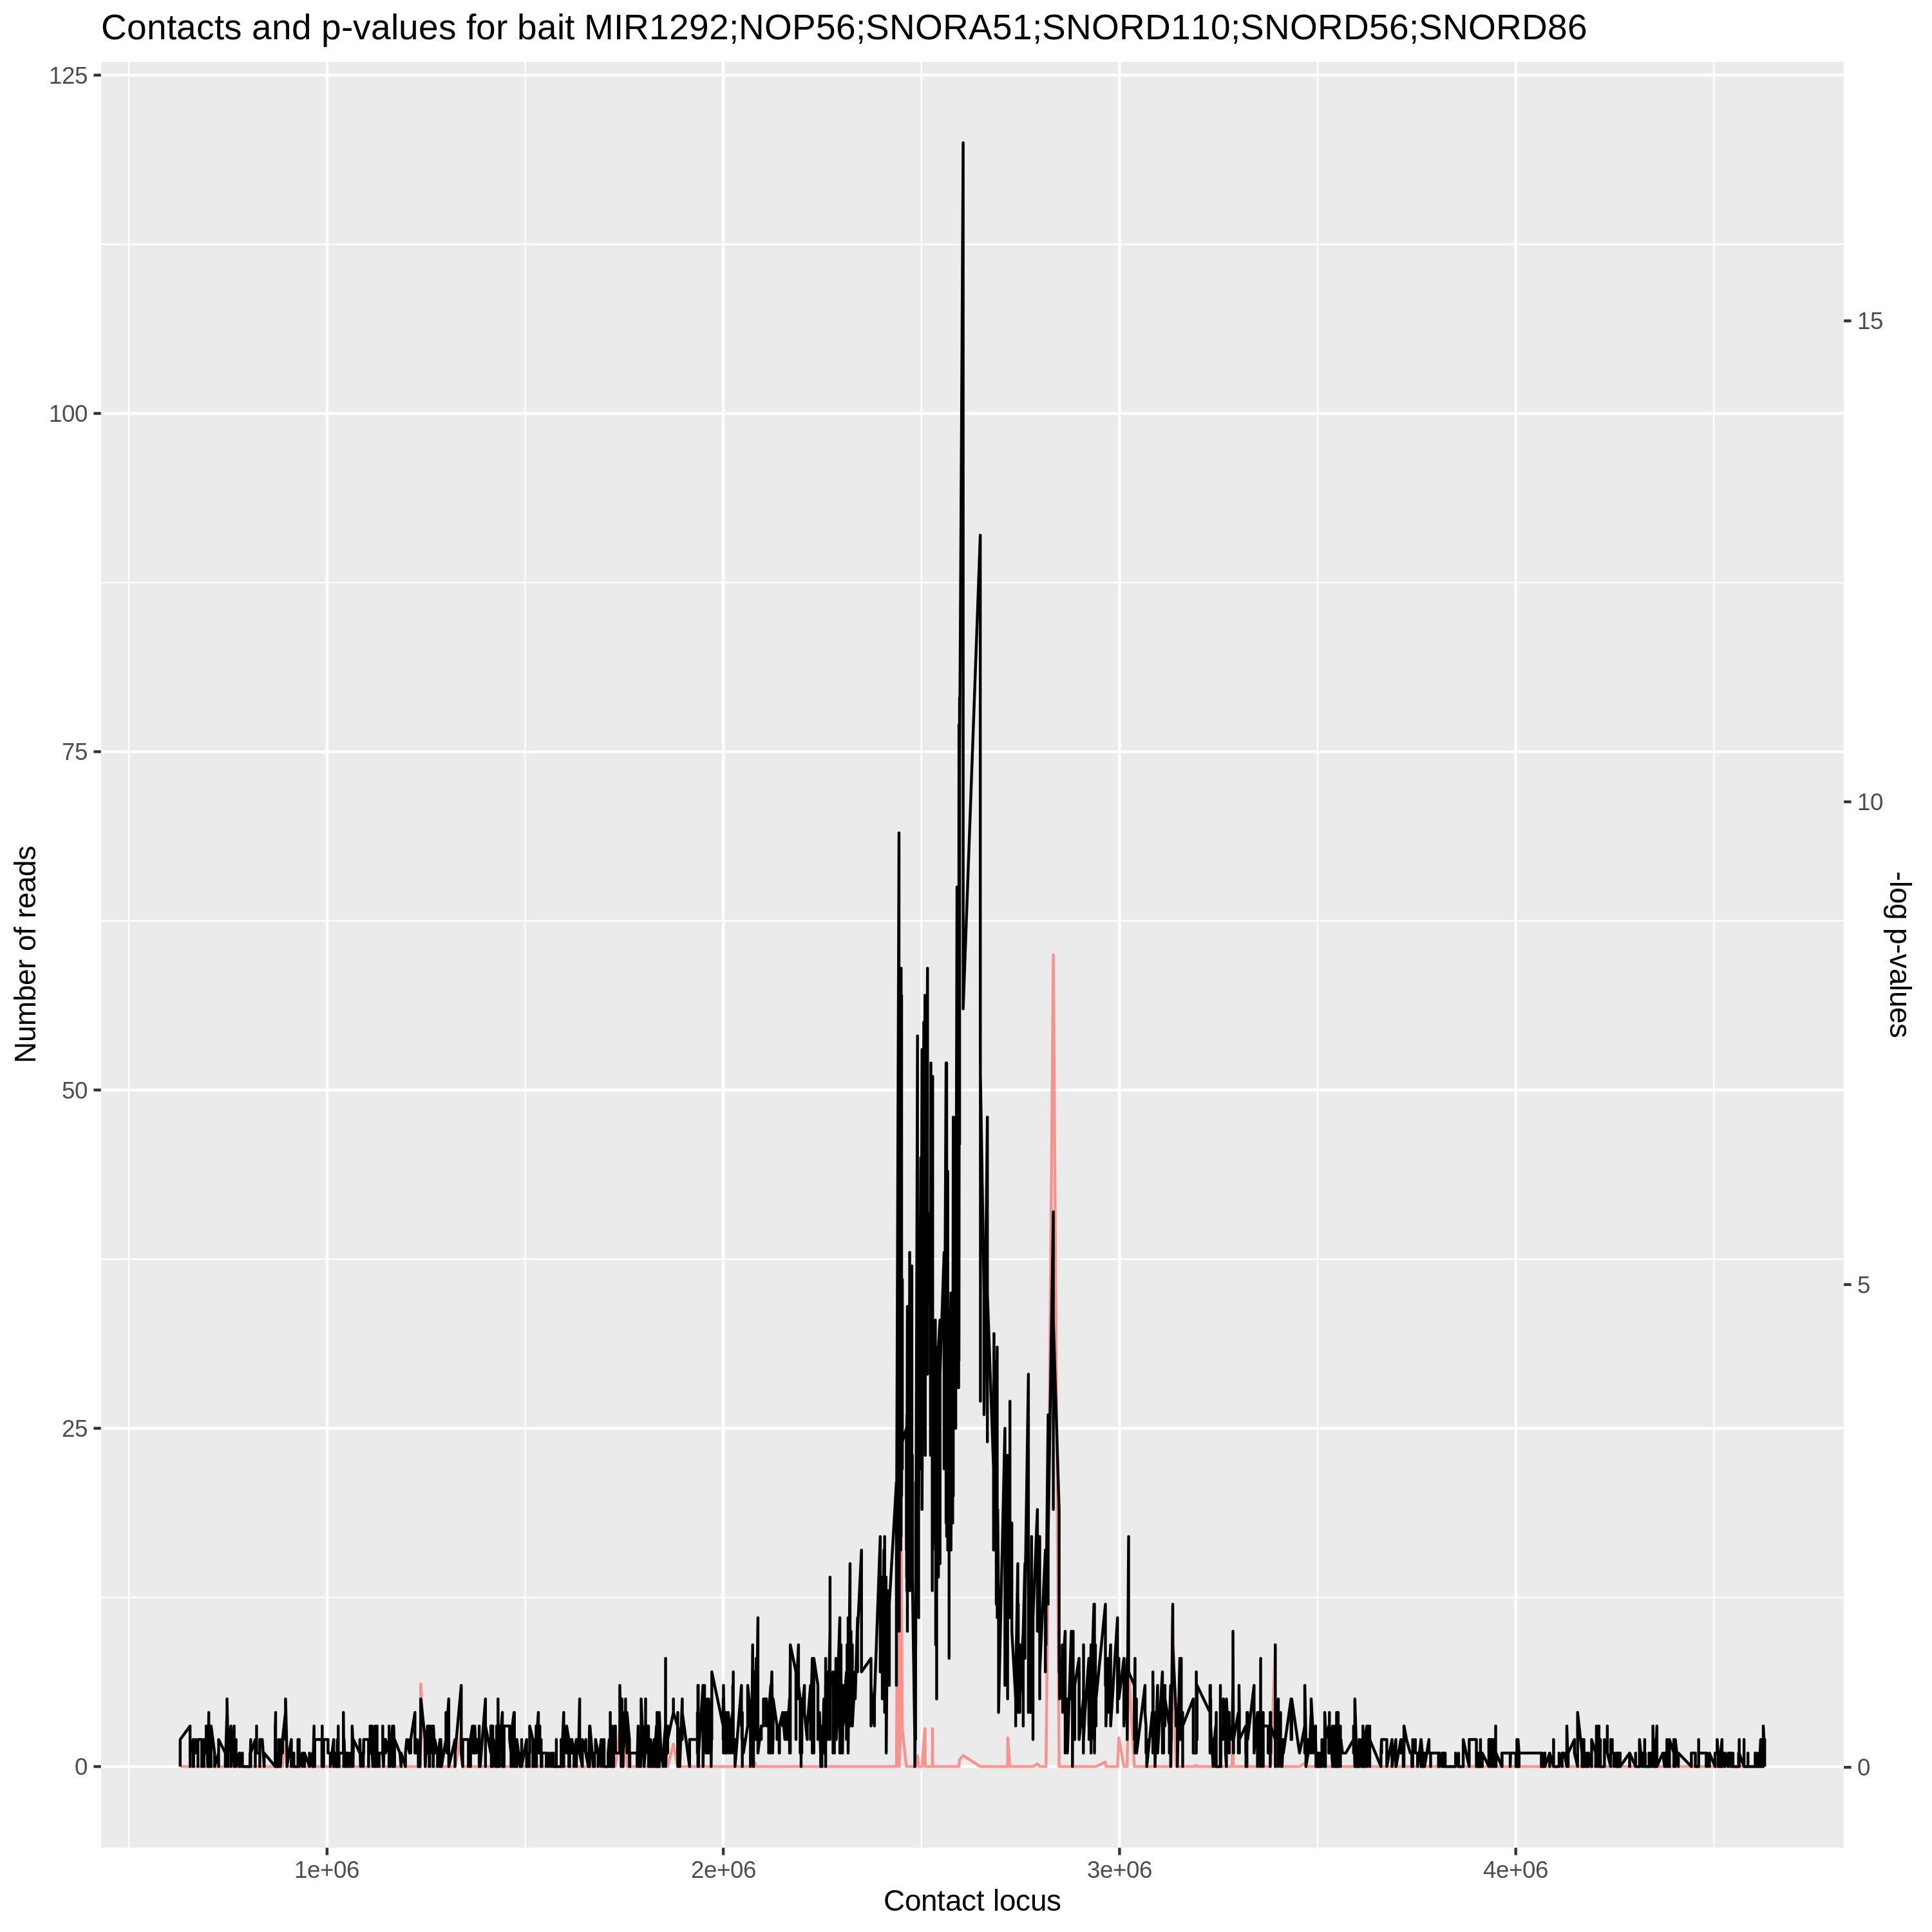 Contacts and p-values for bait MIR1292;NOP56;SNORA51;SNORD110;SNORD56;SNORD86
125
100
75
50
25
0
Number of reads
15
10
5
0
-log p-values
1e+06 2e+06 3e+06 4e+06
Contact locus